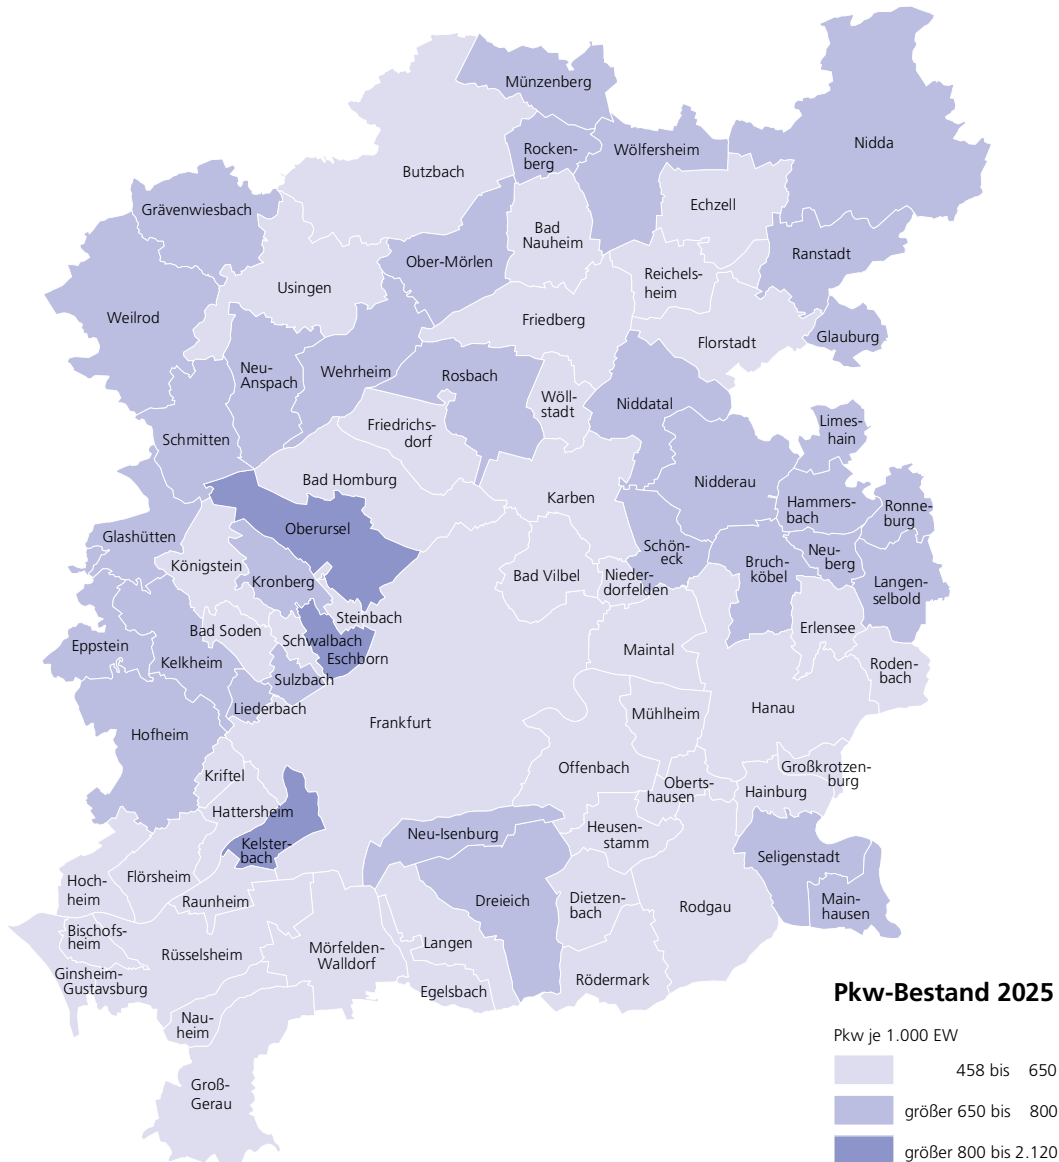 Münzenberg
Nidda
Rocken-
berg
Wölfersheim
Butzbach
Echzell
Grävenwiesbach
Bad
Nauheim
Ober-Mörlen
Ranstadt
Reichels-
heim
Usingen
Weilrod
Friedberg
Glauburg
Florstadt
Neu-
Anspach
Wehrheim
Rosbach
Wöll-
stadt
Niddatal
Friedrichs-
dorf
Limes-
hain
Schmitten
Bad Homburg
Nidderau
Karben
Hammers-
bach
Ronne-
burg
Oberursel
Glashütten
Schön-
eck
Neu-
berg
Bruch-
köbel
Königstein
Kronberg
Bad Vilbel
Nieder-
dorfelden
Langen-
selbold
Steinbach
Bad Soden
Schwalbach
Erlensee
Eppstein
Maintal
Eschborn
Kelkheim
Roden-
bach
Sulzbach
Liederbach
Mühlheim
Hanau
Frankfurt
Hofheim
Offenbach
Großkrotzen-
burg
Kriftel
Oberts-
hausen
Hainburg
Hattersheim
Neu-Isenburg
Heusen-
stamm
Kelster-
bach
Seligenstadt
Flörsheim
Hoch-
heim
Raunheim
Dreieich
Dietzen-
bach
Rodgau
Main-
hausen
Bischofs-
heim
Langen
Rüsselsheim
Mörfelden-
Walldorf
Ginsheim-
Gustavsburg
Rödermark
Egelsbach
Nau-
heim
Groß-
Gerau
Pkw-Bestand 2025
Pkw je 1.000 EW
458 bis 650
größer 650 bis 800
größer 800 bis 2.120